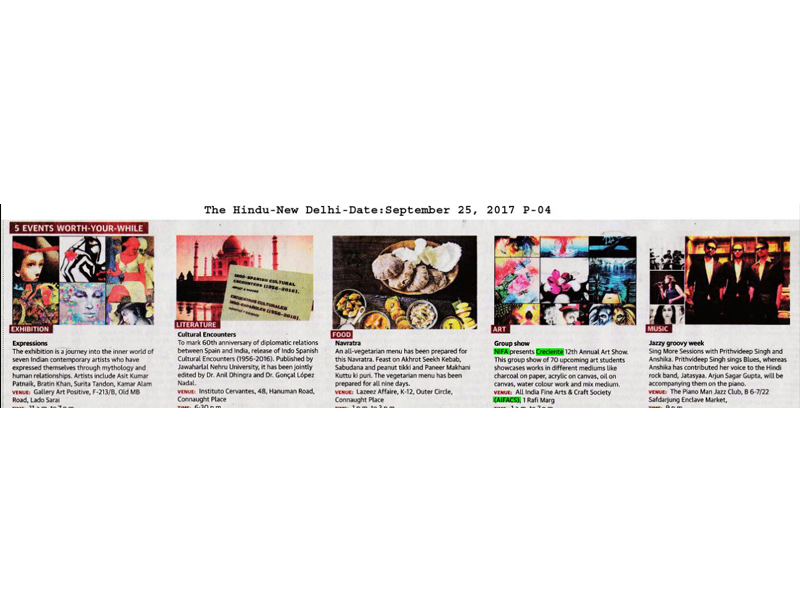 The Hindu-New Delhi-Date:September 25, 2017 P-04
5 EVENTS WORTH-YOUR-WHILE
EXHIBITION
Expressions
The exhibition is a journey into the inner world of
seven Indian contemporary artists who have
expressed themselves through mythology and
human relationships. Artists include Asit Kumar
Patnaik, Bratin Khan, Surita Tandon, Kamar Alam
VENUE: Gallery Art Positive, F-213/B, Old MB
Road, Lado Sarai
INDO-SPANISH CULTURAL
ENCOUNTERS (1956-2016).
LITERATURE
Cultural Encounters
To mark 60th anniversary of diplomatic relations
between Spain and india, release of Indo Spanish
Cultural Encounters (1956-2016). Published by
Jawaharlal Nehru University, it has been jointly
edited by Dr. Anil Dhingra and Dr. Gonçal López
Nadal.
VENUE: Instituto Cervantes, 48, Hanuman Road,
Connaught Place
FOOD
Navratra
An all-vegetarian menu has been prepared for
this Navratra. Feast on Akhrot Seekh Kebab,
Sabudana and peanut tikki and Paneer Makhani
Kuttu ki puri. The vegetarian menu has been
prepared for all nine days.
VENUE: Lazeez Affaire, K-12, Outer Circle,
Connaught Place
ART
Group show
NIFA presents Creciente 12th Annual Art Show.
This group show of 70 upcoming art students
showcases works in different mediums like
charcoal on paper, acrylic on canvas, oil on
canvas, water colour work and mix medium.
VENUE: All India Fine Arts & Craft Society
(AIFACS), 1 Rafi Marg
MUSIC
Jazzy groovy week
Sing More Sessions with Prithvideep Singh and
Anshika. Prithvideep Singh sings Blues, whereas
Anshika has contributed her voice to the Hindi
rock band, Jatasyaa. Arjun Sagar Gupta, will be
accompanying them on the piano.
VENUE: The Piano Man Jazz Club, B 6-7/22
Safdarjung Enclave Market,